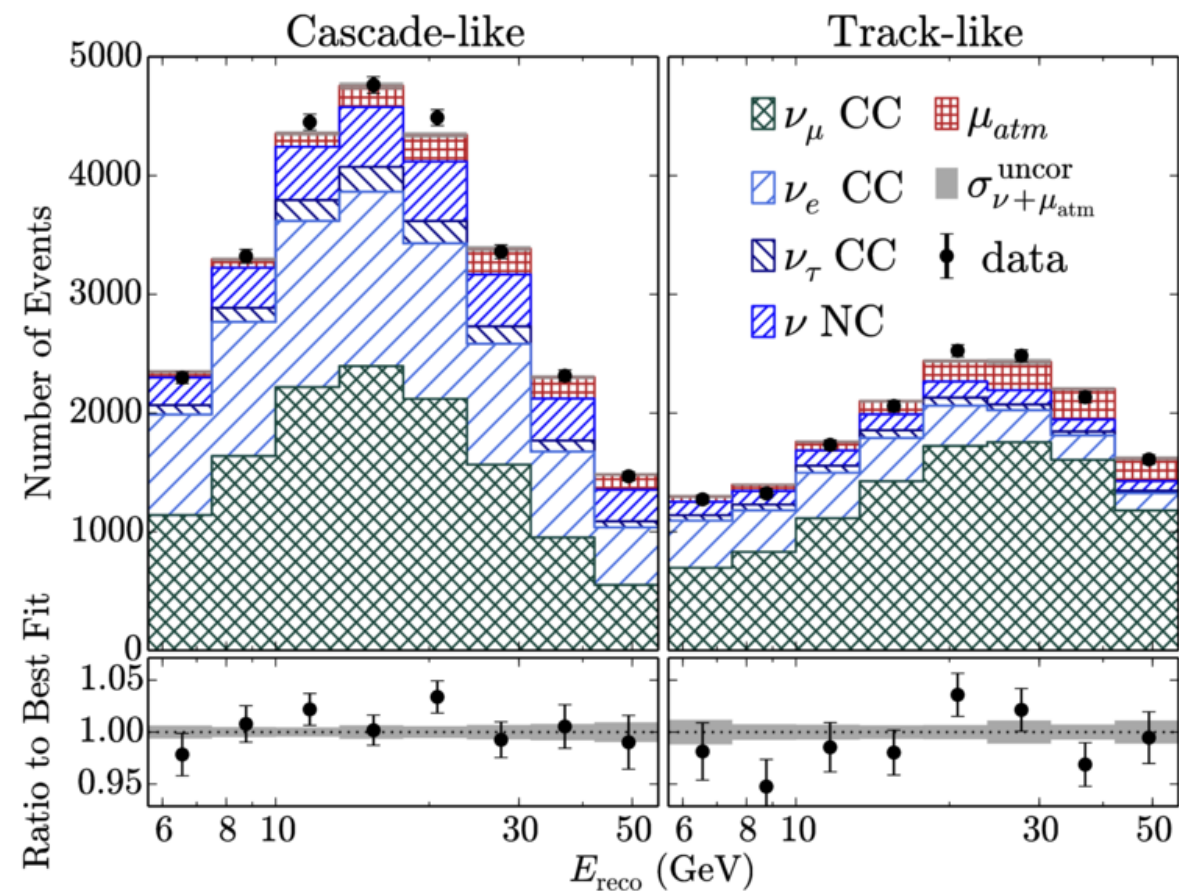 Cascade-like
Track-like
Number of Events
5000
4000
3000
2000
1000
0
ν_μ CC
ν_e CC
ν_τ CC
ν NC
μ_atm
σ^uncor_ν+μ_atm
data
Ratio to Best Fit
1.05
1.00
0.95
6 8 10 30 50
6 8 10 30 50
E_reco (GeV)